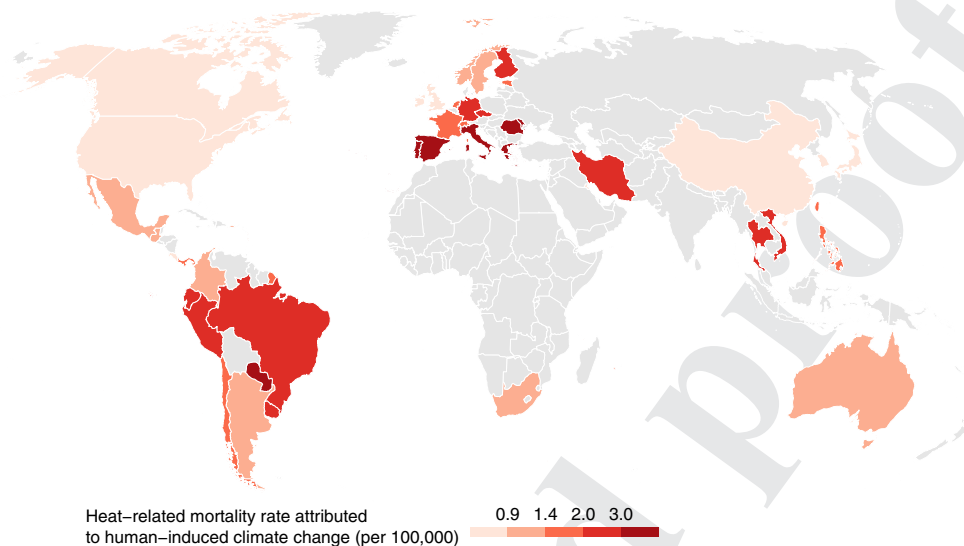 d proof
0.9 1.4 2.0 3.0
Heat−related mortality rate attributed
to human−induced climate change (per 100,000)